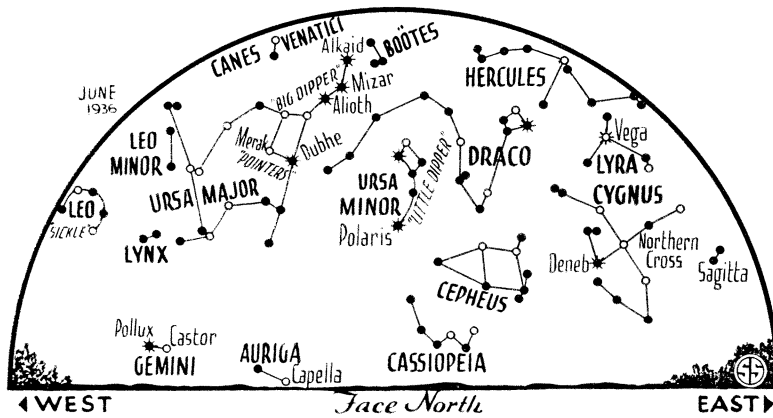 CANES VENATICI
Alkaid
BOÖTES
HERCULES
JUNE
1936
"BIG DIPPER"
Mizar
Alioth
LEO
MINOR
Merak
"POINTERS"
Dubhe
"LITTLE DIPPER"
DRACO
Vega
LYRA
URSA MAJOR
URSA
MINOR
CYGNUS
LEO
"SICKLE"
LYNX
Polaris
Deneb
Northern
Cross
Sagitta
CEPHEUS
Pollux
Castor
GEMINI
AURIGA
Capella
CASSIOPEIA
WEST
Face North
EAST